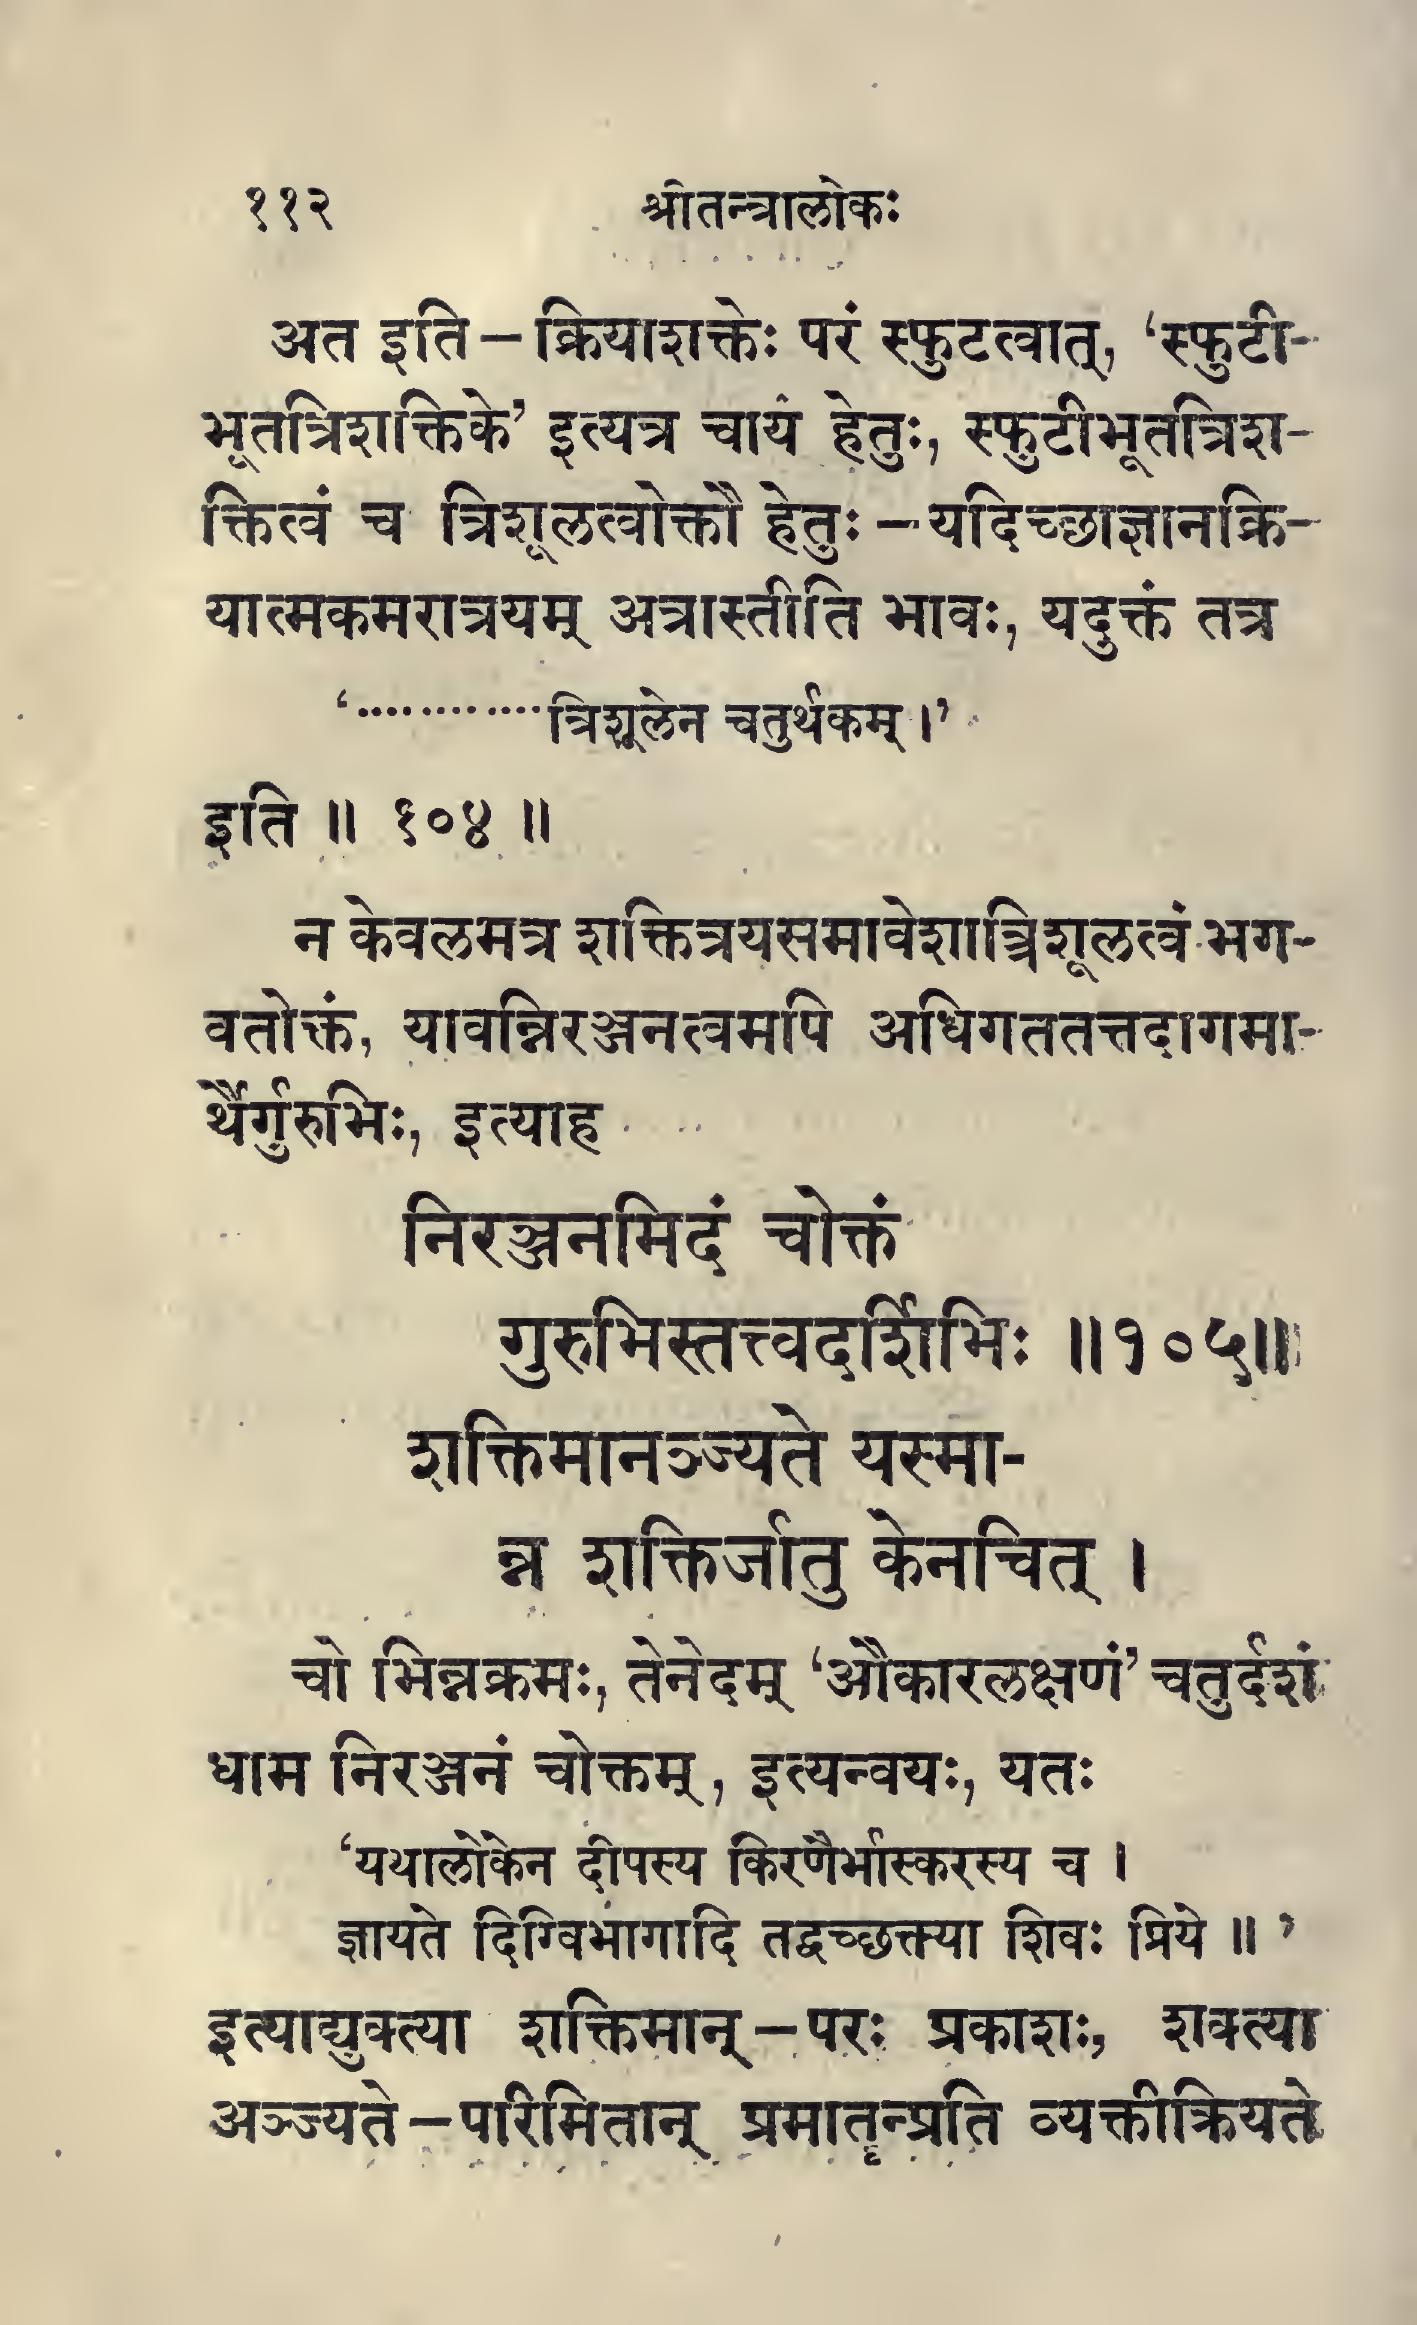 ११२ श्रीतन्त्रालोकः
अत इति – क्रियाशक्तेः परं स्फुटत्वात्, ‘स्फुटी-
भूतत्रिशक्तिके’ इत्यत्र चायं हेतुः, स्फुटीभूतत्रिश-
क्तित्वं च त्रिशूलत्वोक्तौ हेतुः – यदिच्छाज्ञानक्रि-
यात्मकमरात्रयम् अत्रास्तीति भावः, यदुक्तं तत्र
‘............त्रिशूलेन चतुर्थकम् ।’
इति ॥ १०४ ॥
न केवलमत्र शक्तित्रयसमावेशात्त्रिशूलत्वं भग-
वतोक्तं, यावन्निरञ्जनत्वमपि अधिगततत्तदागमा-
र्थैर्गुरुभिः, इत्याह
निरञ्जनमिदं चोक्तं
गुरुभिस्तत्त्वदर्शिभिः ॥१०५॥
शक्तिमानञ्ज्यते यस्मा-
न्न शक्तिर्जातु केनचित् ।
चो भिन्नक्रमः, तेनेदम् ‘औकारलक्षणं’ चतुर्दशं
धाम निरञ्जनं चोक्तम्, इत्यन्वयः, यतः
‘यथालोकेन दीपस्य किरणैर्भास्करस्य च ।
ज्ञायते दिग्विभागादि तद्वच्छक्त्या शिवः प्रिये ॥ ’
इत्याद्युक्त्या शक्तिमान् – परः प्रकाशः, शक्त्या
अञ्ज्यते – परिमितान् प्रमातॄन्प्रति व्यक्तीक्रियते